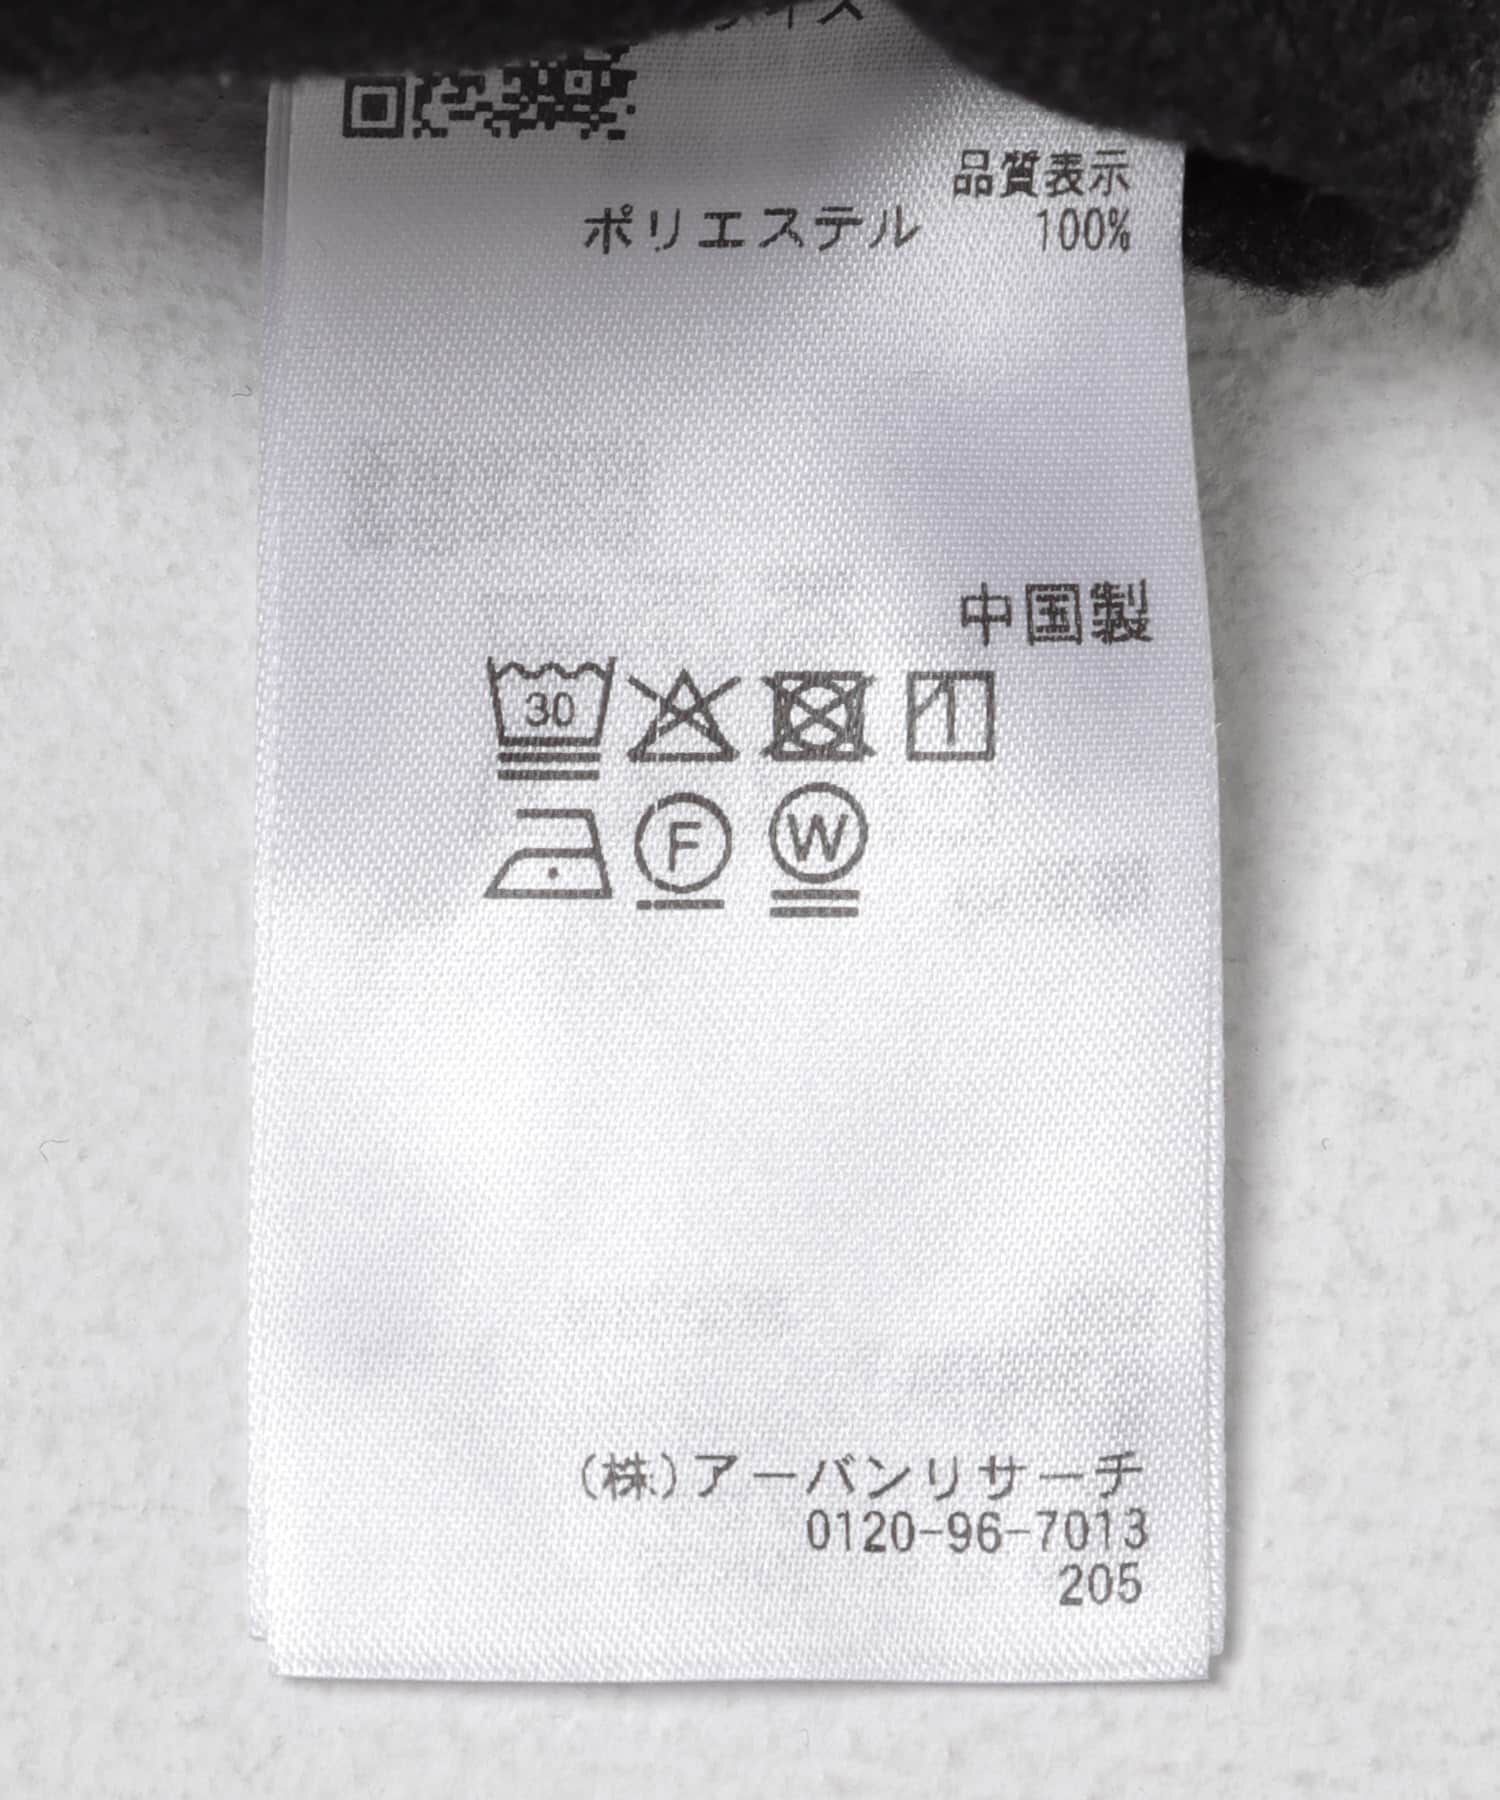 品質表示
ポリエステル 100%
中国製
30
F W
(株)アーバンリサーチ
0120-96-7013
205